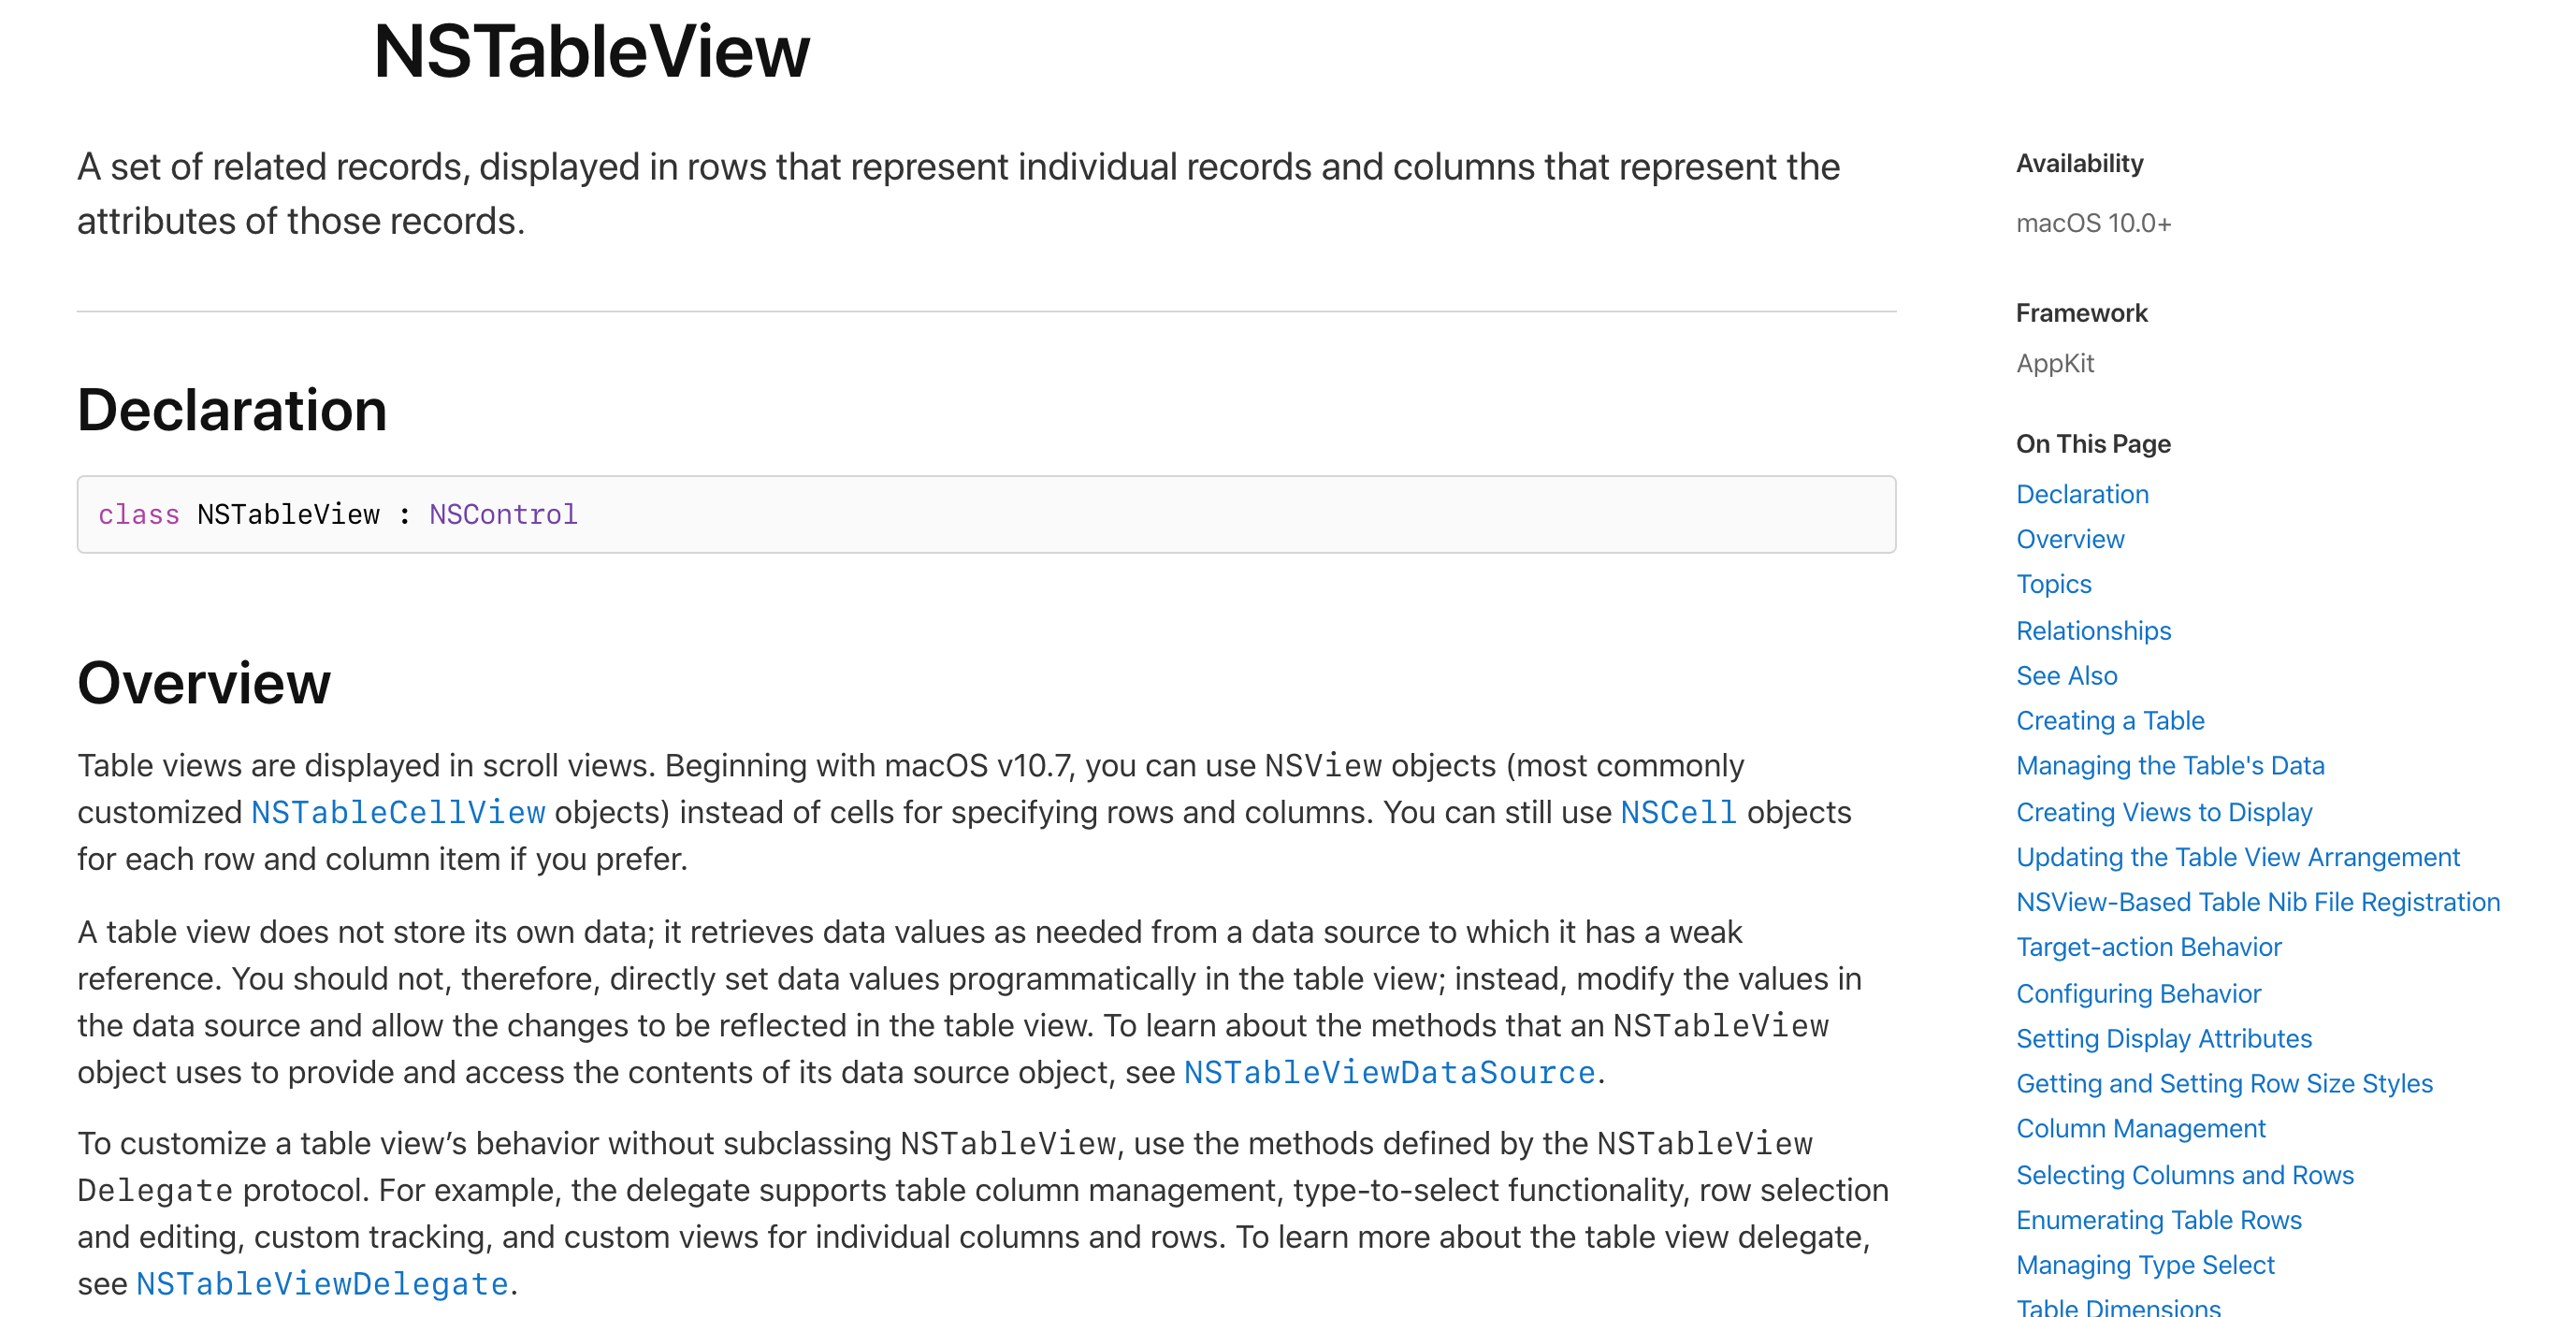 NSTableView
A set of related records, displayed in rows that represent individual records and columns that represent the
attributes of those records.
Declaration
class NSTableView : NSControl
Overview
Table views are displayed in scroll views. Beginning with macOS v10.7, you can use NSView objects (most commonly
customized NSTableCellView objects) instead of cells for specifying rows and columns. You can still use NSCell objects
for each row and column item if you prefer.
A table view does not store its own data; it retrieves data values as needed from a data source to which it has a weak
reference. You should not, therefore, directly set data values programmatically in the table view; instead, modify the values in
the data source and allow the changes to be reflected in the table view. To learn about the methods that an NSTableView
object uses to provide and access the contents of its data source object, see NSTableViewDataSource.
To customize a table view’s behavior without subclassing NSTableView, use the methods defined by the NSTableView
Delegate protocol. For example, the delegate supports table column management, type-to-select functionality, row selection
and editing, custom tracking, and custom views for individual columns and rows. To learn more about the table view delegate,
see NSTableViewDelegate.
Availability
macOS 10.0+
Framework
AppKit
On This Page
Declaration
Overview
Topics
Relationships
See Also
Creating a Table
Managing the Table's Data
Creating Views to Display
Updating the Table View Arrangement
NSView-Based Table Nib File Registration
Target-action Behavior
Configuring Behavior
Setting Display Attributes
Getting and Setting Row Size Styles
Column Management
Selecting Columns and Rows
Enumerating Table Rows
Managing Type Select
Table Dimensions